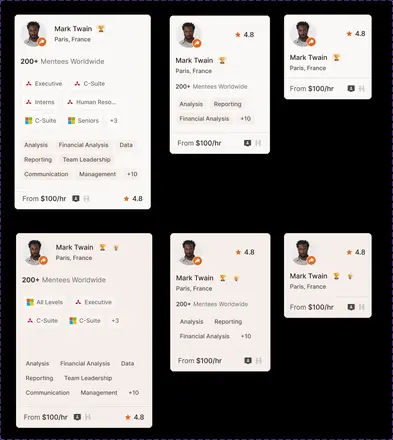 Mark Twain
Paris, France
200+ Mentees Worldwide
Executive C-Suite
Interns Human Reso...
C-Suite Seniors +3
Analysis Financial Analysis Data
Reporting Team Leadership
Communication Management +10
From $100/hr 4.8
4.8
Mark Twain
Paris, France
200+ Mentees Worldwide
Analysis Reporting
Financial Analysis +10
From $100/hr
4.8
Mark Twain
Paris, France
From $100/hr
Mark Twain
Paris, France
200+ Mentees Worldwide
All Levels Executive
C-Suite C-Suite +3
Analysis Financial Analysis Data
Reporting Team Leadership
Communication Management +10
From $100/hr 4.8
4.8
Mark Twain
Paris, France
200+ Mentees Worldwide
Analysis Reporting
Financial Analysis +10
From $100/hr
4.8
Mark Twain
Paris, France
From $100/hr